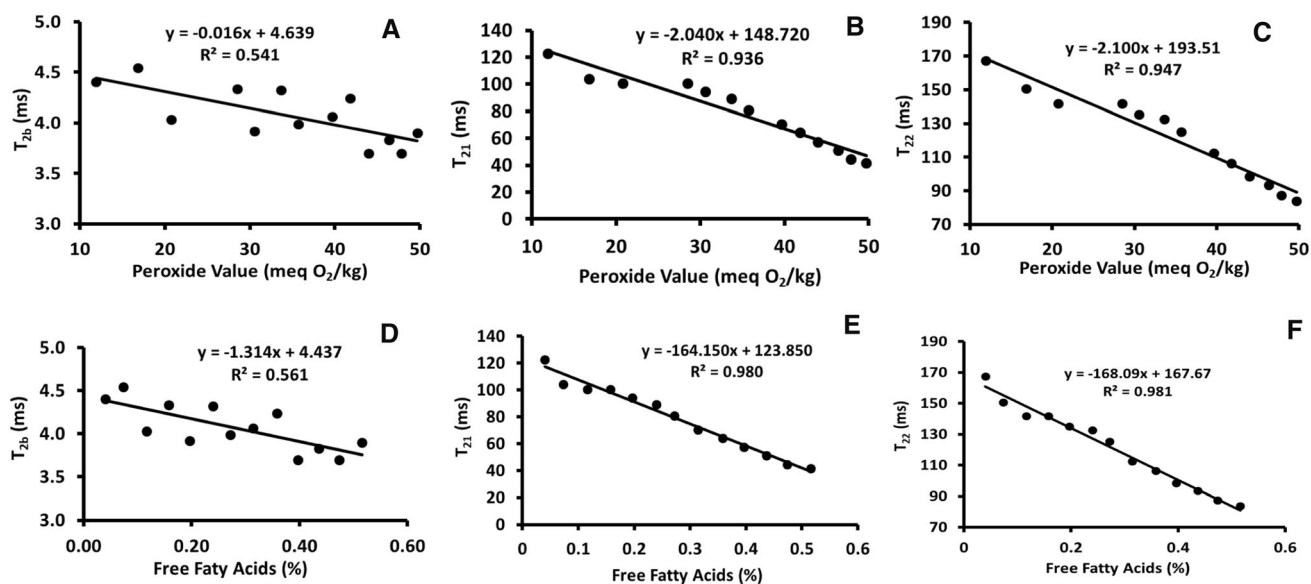 A
y = -0.016x + 4.639
R² = 0.541
5.0
4.5
4.0
3.5
3.0
T₂b (ms)
10 20 30 40 50
Peroxide Value (meq O₂/kg)
B
y = -2.040x + 148.720
R² = 0.936
140
120
100
80
60
40
20
0
T₂₁ (ms)
10 20 30 40 50
Peroxide Value (meq O₂/kg)
C
y = -2.100x + 193.51
R² = 0.947
190
170
150
130
110
90
70
T₂₂ (ms)
10 20 30 40 50
Peroxide Value (meq O₂/kg)
D
y = -1.314x + 4.437
R² = 0.561
5.0
4.5
4.0
3.5
3.0
T₂b (ms)
0.00 0.20 0.40 0.60
Free Faty Acids (%)
E
y = -164.150x + 123.850
R² = 0.980
140
120
100
80
60
40
20
0
T₂₁ (ms)
0 0.1 0.2 0.3 0.4 0.5 0.6
Free Fatty Acids (%)
F
y = -168.09x + 167.67
R² = 0.981
190
170
150
130
110
90
70
T₂₂ (ms)
0 0.2 0.4 0.6
Free Fatty Acids (%)